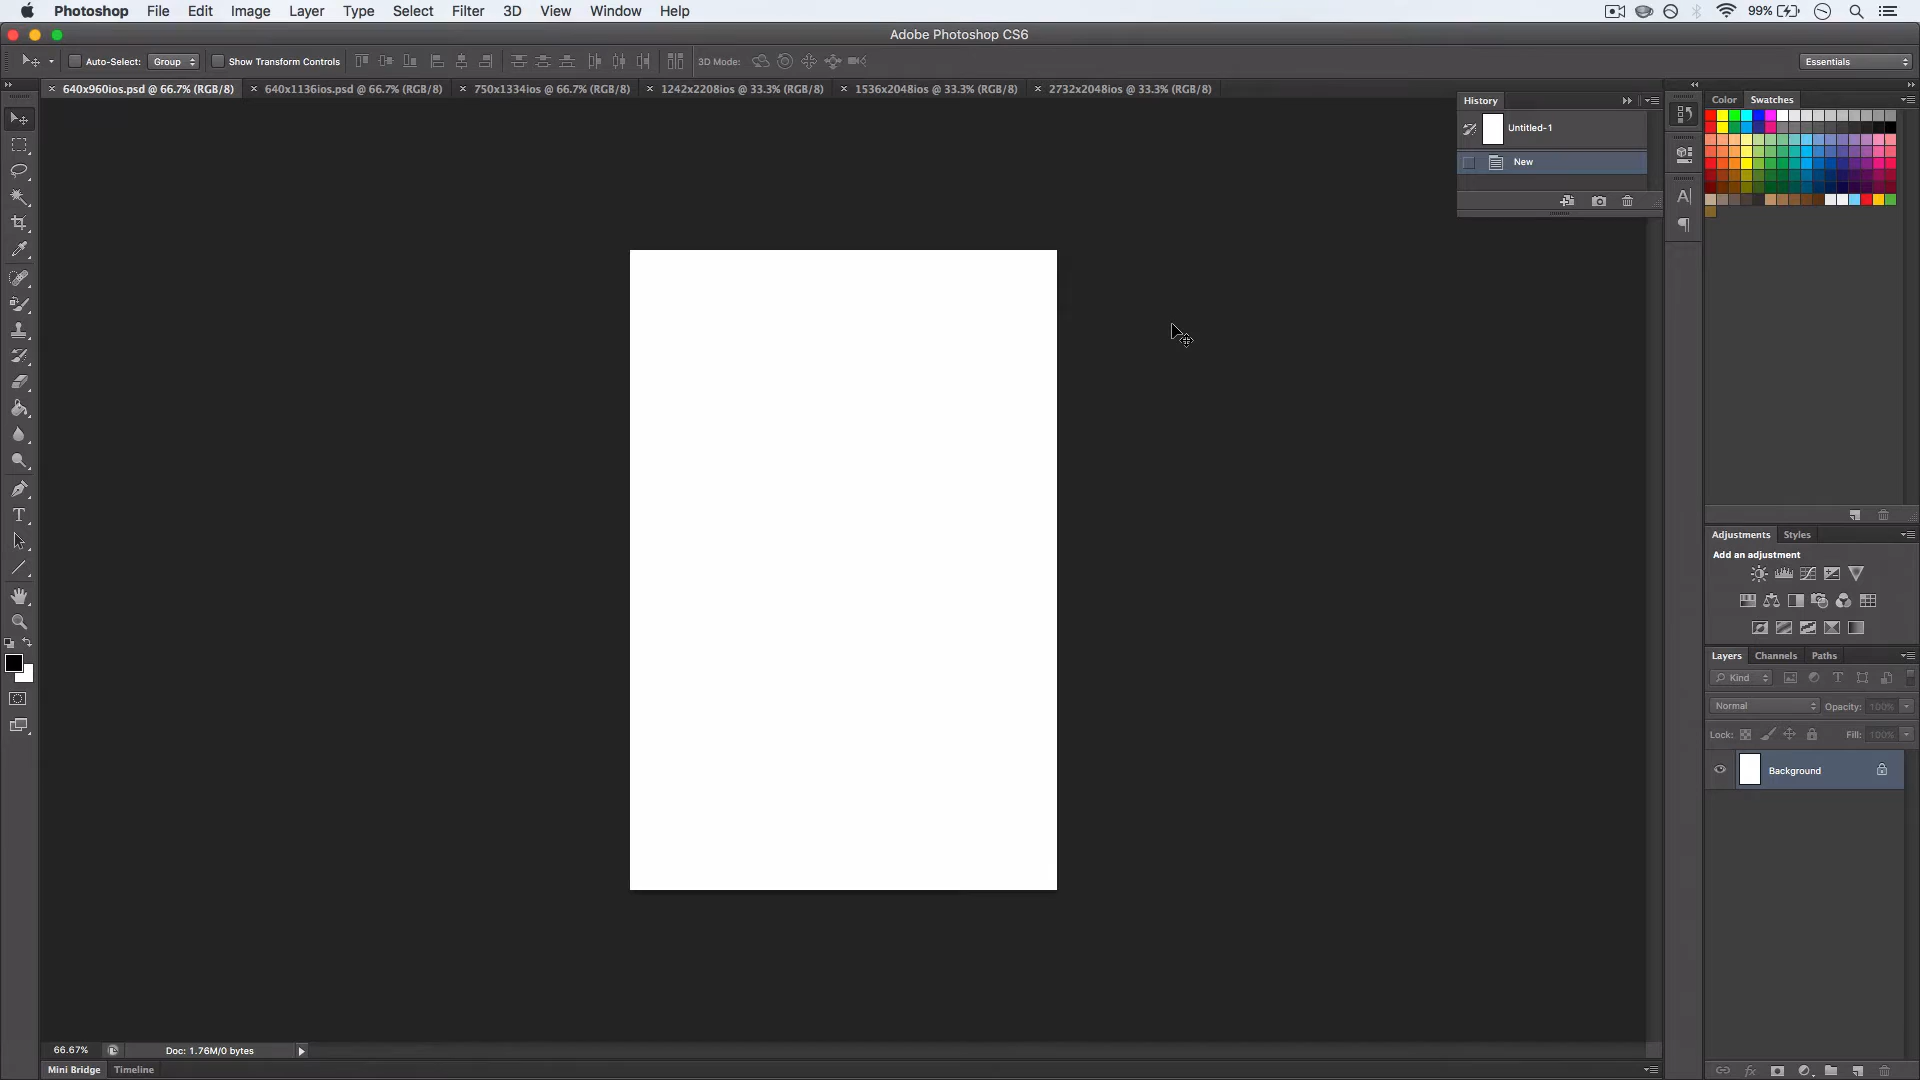 Photoshop File Edit Image Layer Type Select Filter 3D View Window Help 99%
Adobe Photoshop CS6
Auto-Select: Group Show Transform Controls 3D Mode: Essentials
640x960ios.psd @ 66.7% (RGB/8) 640x1136ios.psd @ 66.7% (RGB/8) 750x1334ios @ 66.7% (RGB/8) 1242x2208ios @ 33.3% (RGB/8) 1536x2048ios @ 33.3% (RGB/8) 2732x2048ios @ 33.3% (RGB/8)
History
Untitled-1
New
Color Swatches
Adjustments Styles
Add an adjustment
Layers Channels Paths
Kind
Normal Opacity: 100%
Lock: Fill: 100%
Background
66.67% Doc: 1.76M/0 bytes
Mini Bridge Timeline